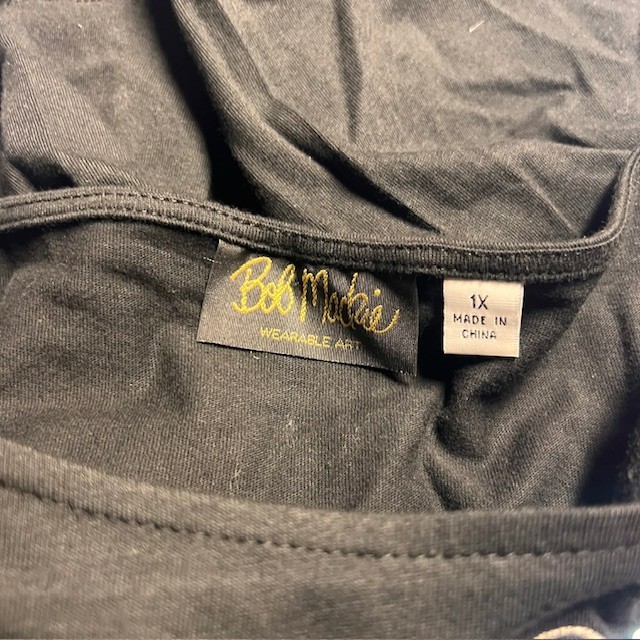 Bob Mackie
WEARABLE ART
1X
MADE IN
CHINA